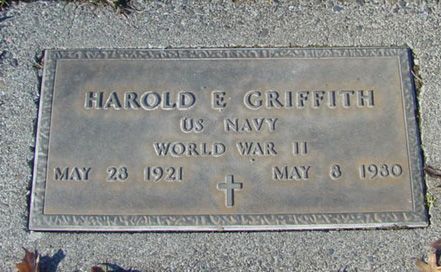 HAROLD E GRIFFITH
US NAVY
WORLD WAR II
MAY 28 1921 MAY 8 1980